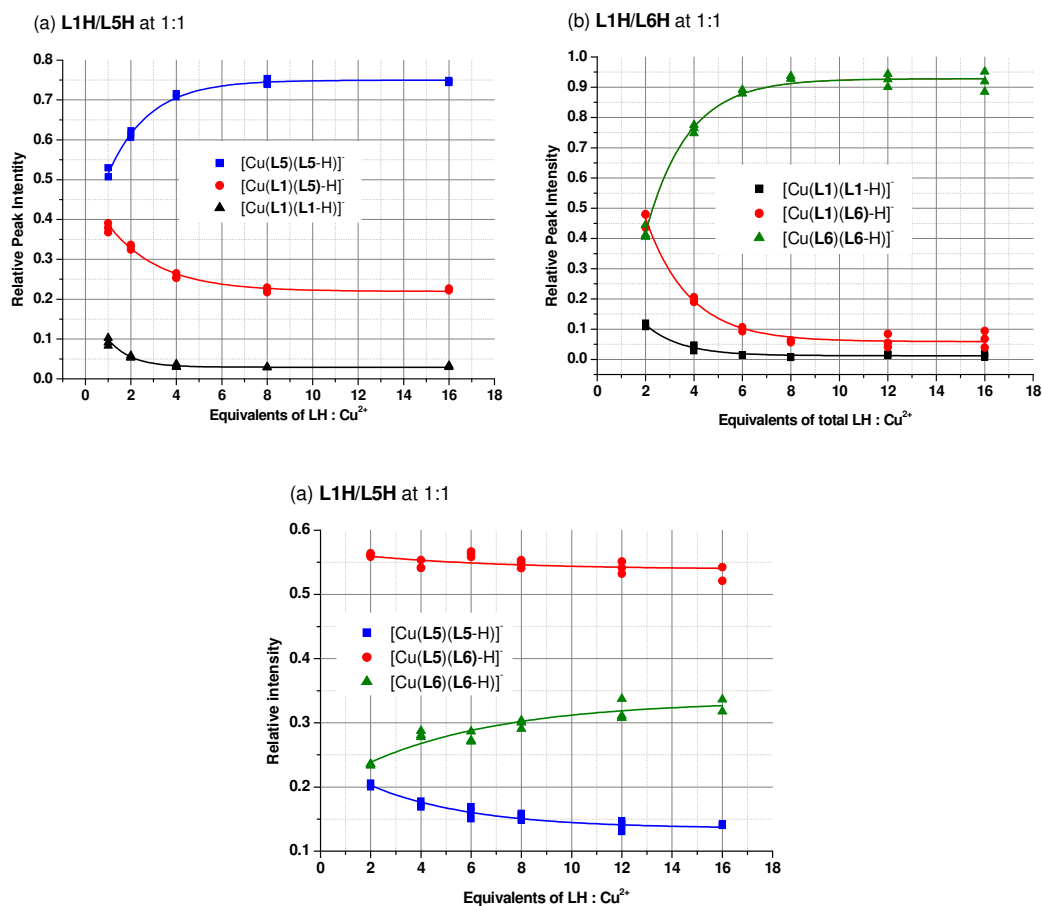 (a) L1H/L5H at 1:1
0.8
0.7
0.6
0.5
0.4
0.3
0.2
0.1
0.0
Relative Peak Intentity
[Cu(L5)(L5-H)]⁻
[Cu(L1)(L5)-H]⁻
[Cu(L1)(L1-H)]⁻
0 2 4 6 8 10 12 14 16 18
Equivalents of LH : Cu²⁺
(b) L1H/L6H at 1:1
1.0
0.9
0.8
0.7
0.6
0.5
0.4
0.3
0.2
0.1
0.0
Relative Peak Intensity
[Cu(L1)(L1-H)]⁻
[Cu(L1)(L6)-H]⁻
[Cu(L6)(L6-H)]⁻
0 2 4 6 8 10 12 14 16 18
Equivalents of total LH : Cu²⁺
(a) L1H/L5H at 1:1
0.6
0.5
0.4
0.3
0.2
0.1
Relative intensity
[Cu(L5)(L5-H)]⁻
[Cu(L5)(L6)-H]⁻
[Cu(L6)(L6-H)]⁻
0 2 4 6 8 10 12 14 16 18
Equivalents of LH : Cu²⁺